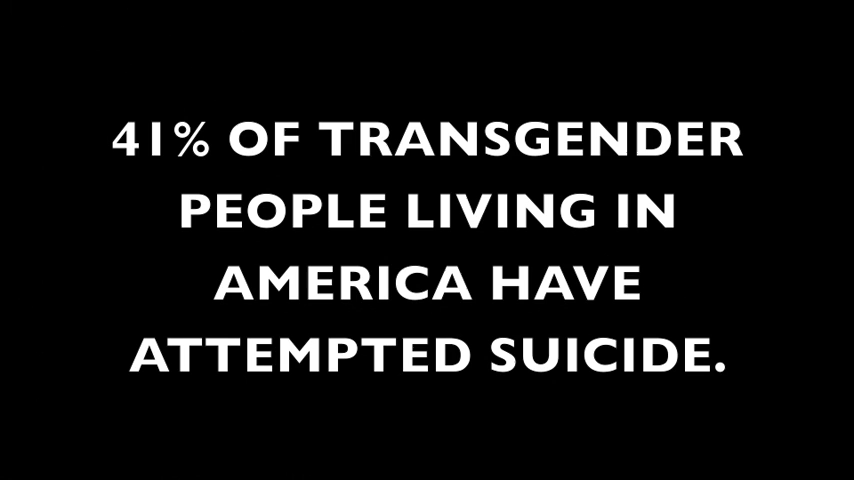 41% OF TRANSGENDER
PEOPLE LIVING IN
AMERICA HAVE
ATTEMPTED SUICIDE.